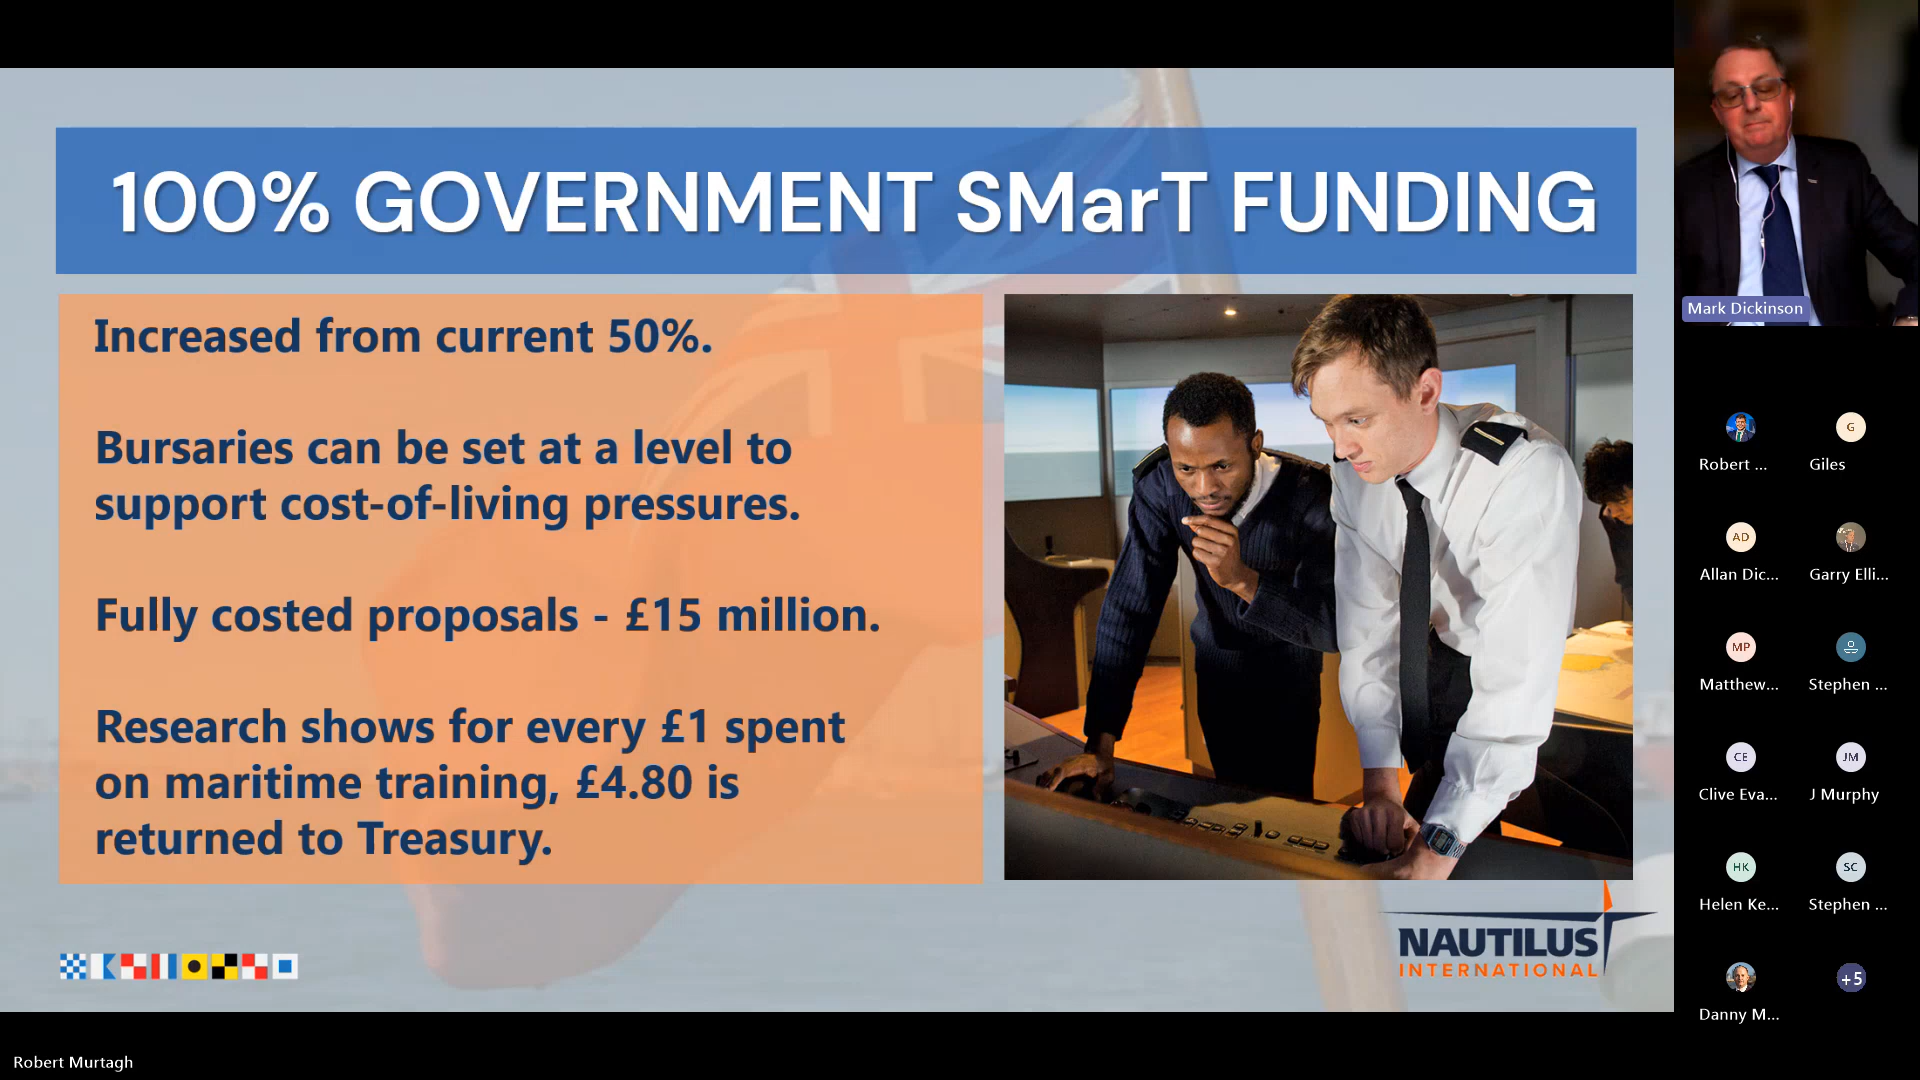 100% GOVERNMENT SMarT FUNDING
Increased from current 50%.
Bursaries can be set at a level to
support cost-of-living pressures.
Fully costed proposals - £15 million.
Research shows for every £1 spent
on maritime training, £4.80 is
returned to Treasury.
NAUTILUS
INTERNATIONAL
Mark Dickinson
Robert ...
G
Giles
AD
Allan Dic...
Garry Elli...
MP
Matthew...
Stephen ...
CE
Clive Eva...
JM
J Murphy
HK
Helen Ke...
SC
Stephen ...
Danny M...
+5
Robert Murtagh